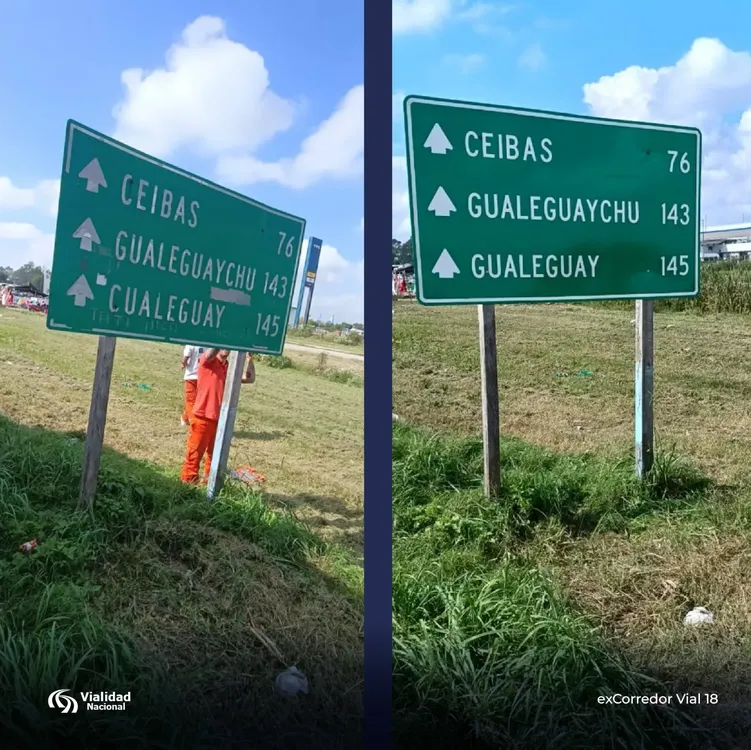 CEIBAS 76
GUALEGUAYCHU 143
CUALEGUAY 145
CEIBAS 76
GUALEGUAYCHU 143
GUALEGUAY 145
Vialidad
Nacional
exCorredor Vial 18